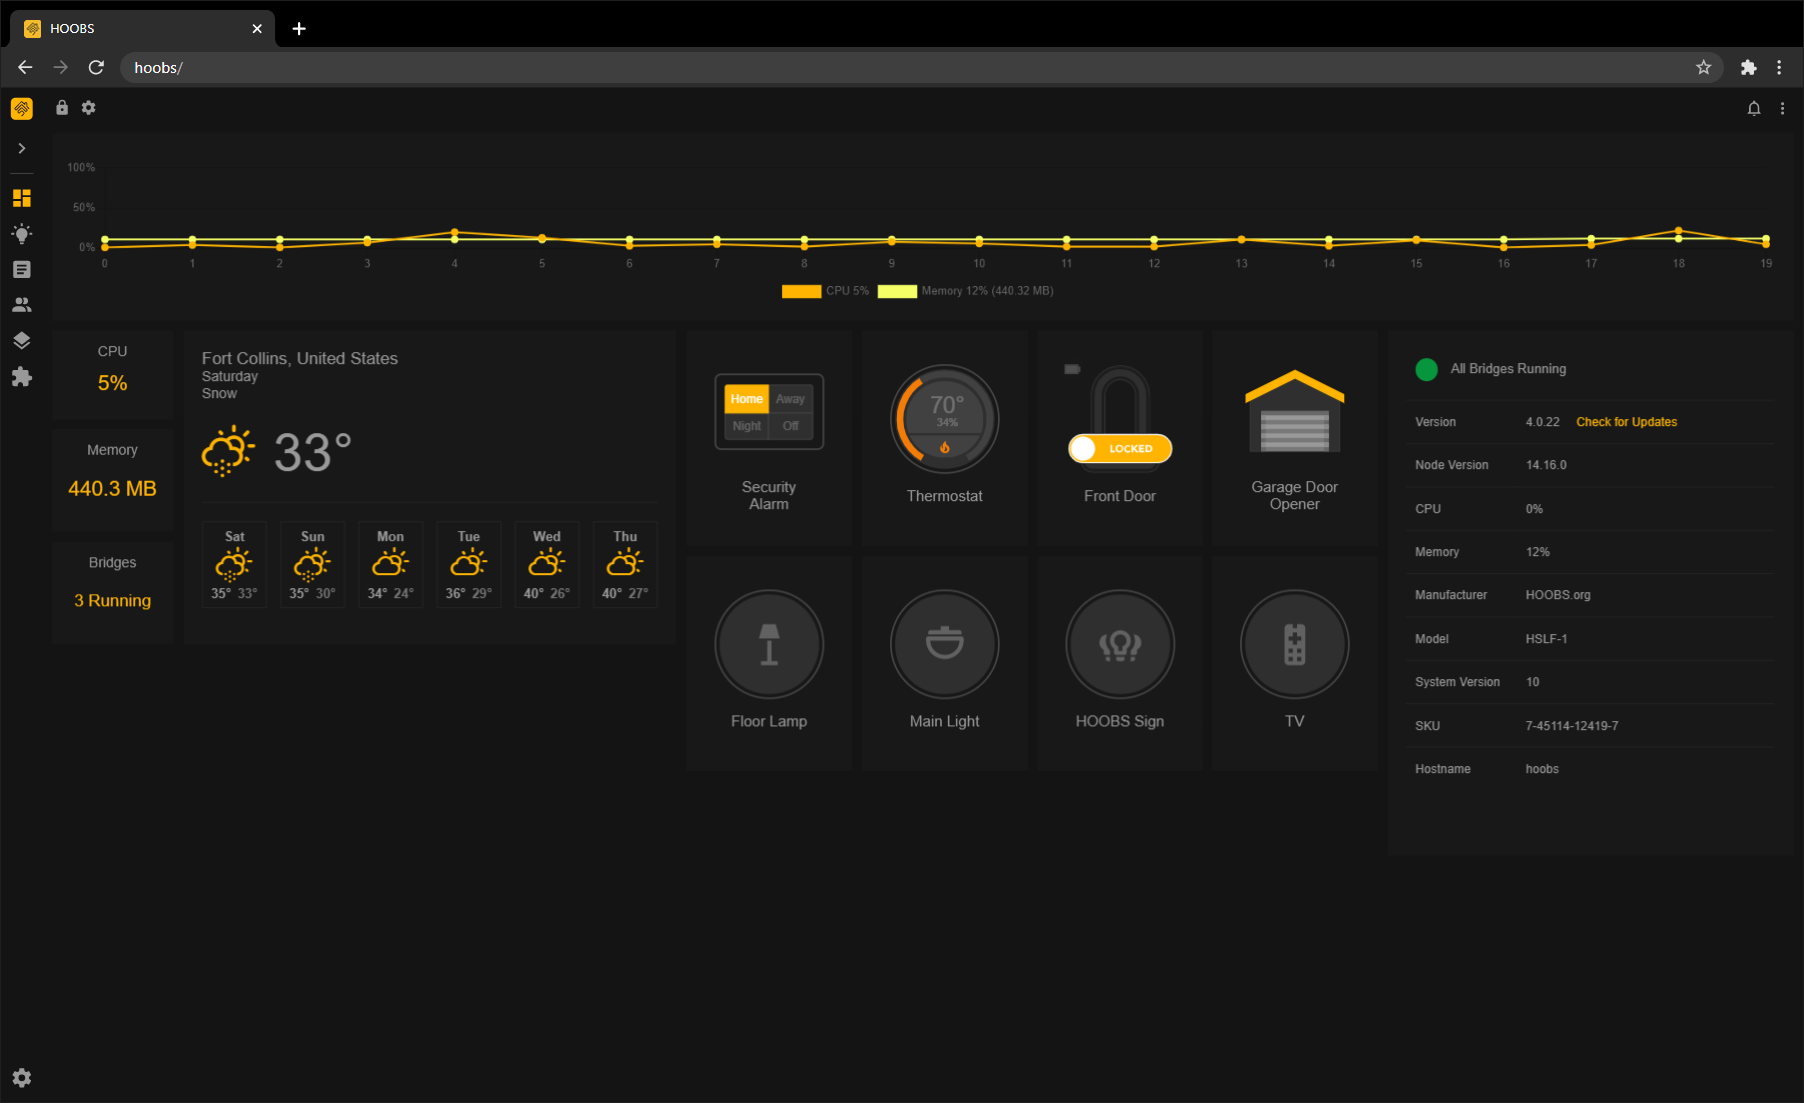 HOOBS
hoobs/
100%
50%
0%
0 1 2 3 4 5 6 7 8 9 10 11 12 13 14 15 16 17 18 19
CPU 5% Memory 12% (440.32 MB)
CPU
5%
Memory
440.3 MB
Bridges
3 Running
Fort Collins, United States
Saturday
Snow
33°
Sat Sun Mon Tue Wed Thu
35° 33° 35° 30° 34° 24° 36° 29° 40° 26° 40° 27°
Home Away
Night Off
Security
Alarm
70°
34%
Thermostat
LOCKED
Front Door
Garage Door
Opener
Floor Lamp
Main Light
HOOBS Sign
TV
All Bridges Running
Version 4.0.22 Check for Updates
Node Version 14.16.0
CPU 0%
Memory 12%
Manufacturer HOOBS.org
Model HSLF-1
System Version 10
SKU 7-45114-12419-7
Hostname hoobs